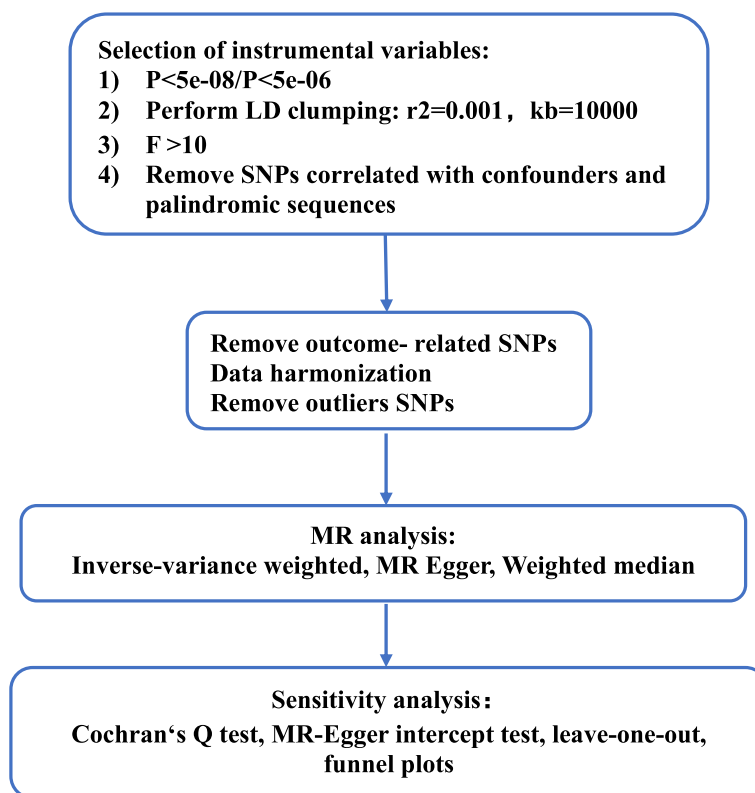 Selection of instrumental variables:
1) P<5e-08/P<5e-06
2) Perform LD clumping: r2=0.001，kb=10000
3) F >10
4) Remove SNPs correlated with confounders and
palindromic sequences
Remove outcome- related SNPs
Data harmonization
Remove outliers SNPs
MR analysis:
Inverse-variance weighted, MR Egger, Weighted median
Sensitivity analysis：
Cochran‘s Q test, MR-Egger intercept test, leave-one-out,
funnel plots